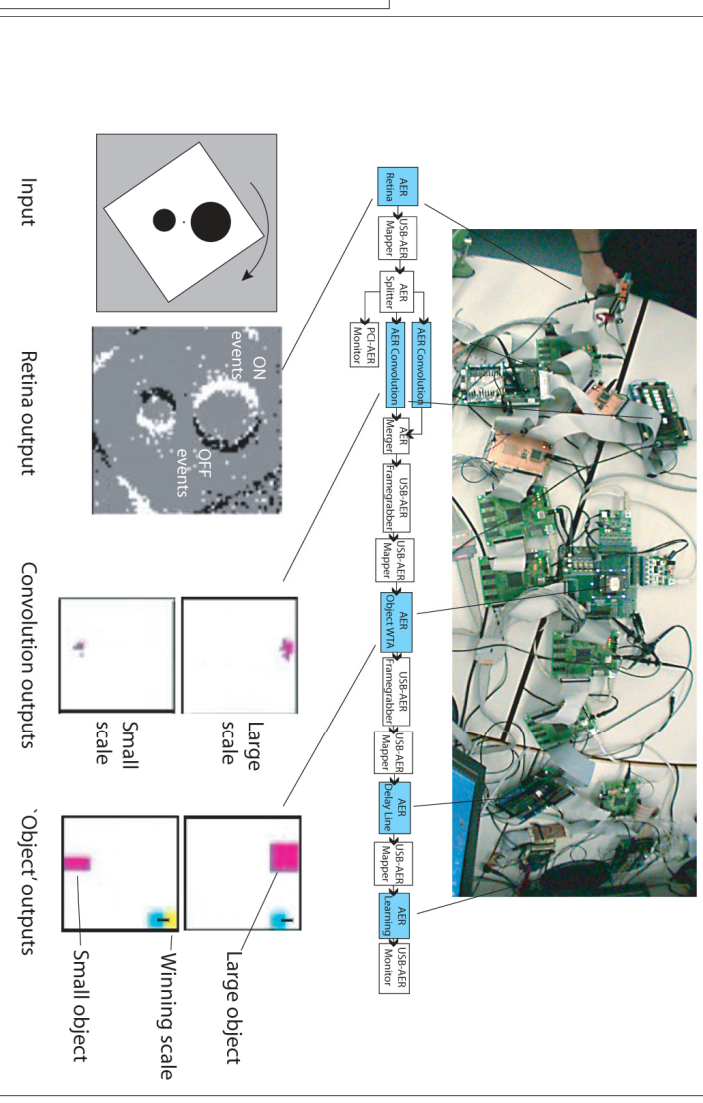 AER
Retina
USB-AER
Mapper
AER
Splitter
AER Convolution
AER Convolution
PCI-AER
Monitor
AER
Merger
USB-AER
Framegrabber
USB-AER
Mapper
AER
Object WTA
USB-AER
Framegrabber
USB-AER
Mapper
AER
Delay Line
USB-AER
Mapper
AER
Learning
USB-AER
Monitor
ON
events
OFF
events
Large
scale
Small
scale
Large object
Winning scale
Small object
Input
Retina output
Convolution outputs
'Object' outputs